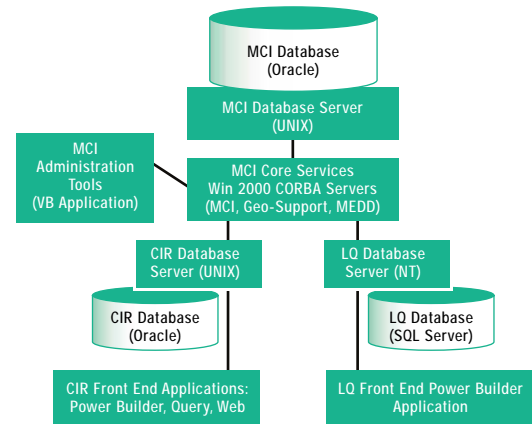 MCI Database
(Oracle)
MCI Database Server
(UNIX)
MCI
Administration
Tools
(VB Application)
MCI Core Services
Win 2000 CORBA Servers
(MCI, Geo-Support, MEDD)
CIR Database
Server (UNIX)
LQ Database
Server (NT)
CIR Database
(Oracle)
LQ Database
(SQL Server)
CIR Front End Applications:
Power Builder, Query, Web
LQ Front End Power Builder
Application